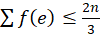 ∑ f(e) ≤ 2n/3